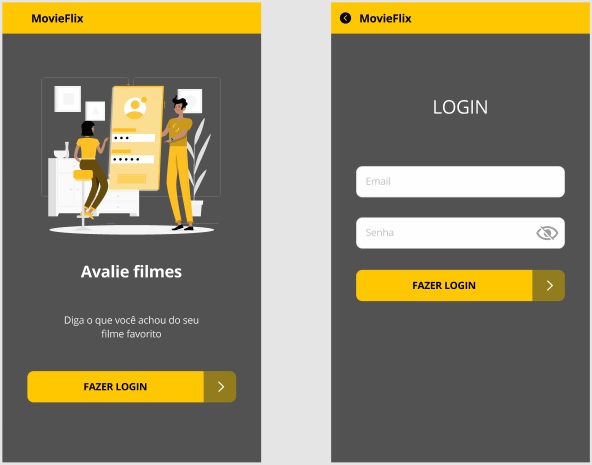 MovieFlix
Avalie filmes
Diga o que você achou do seu
filme favorito
FAZER LOGIN
MovieFlix
LOGIN
Email
Senha
FAZER LOGIN